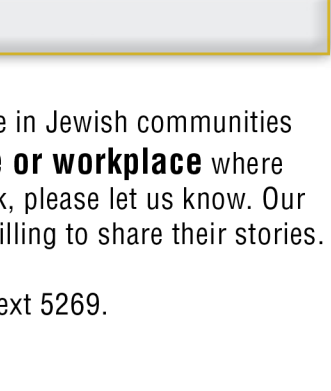 e in Jewish communities
e or workplace where
k, please let us know. Our
illing to share their stories.
ext 5269.